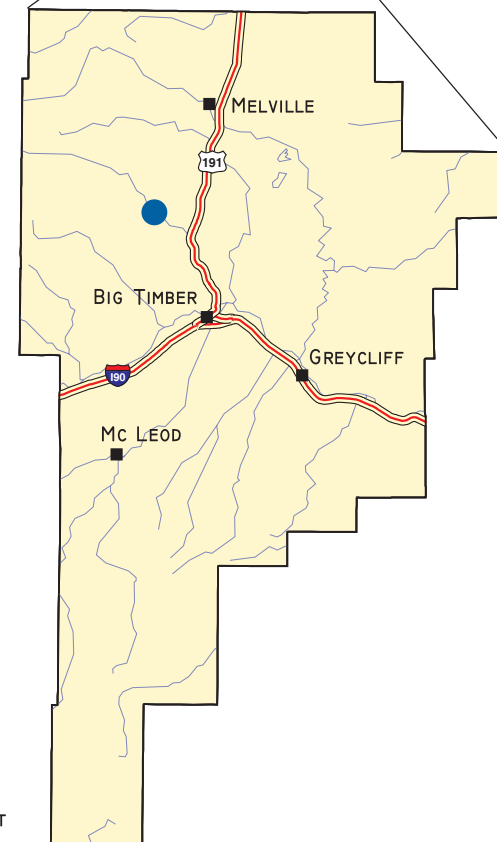 MELVILLE
191
BIG TIMBER
GREYCLIFF
190
MC LEOD
T